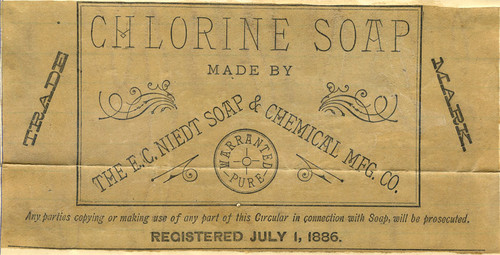 CHLORINE SOAP
MADE BY
TRADE
MARK.
THE E.C. NIEDT SOAP & CHEMICAL MFG. CO.
WARRANTED
PURE
Any parties copying or making use of any part of this Circular in connection with Soap, will be prosecuted.
REGISTERED JULY 1, 1886.